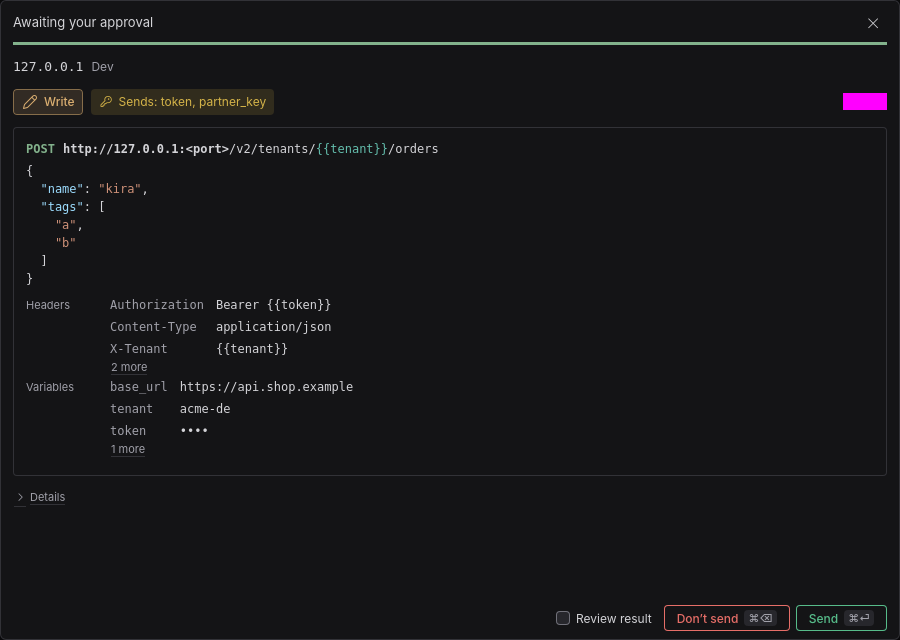 Awaiting your approval
127.0.0.1 Dev
Write
Sends: token, partner_key
POST http://127.0.0.1:<port>/v2/tenants/{{tenant}}/orders
{
"name": "kira",
"tags": [
"a",
"b"
]
}
Headers
Authorization Bearer {{token}}
Content-Type application/json
X-Tenant {{tenant}}
2 more
Variables
base_url https://api.shop.example
tenant acme-de
token ••••
1 more
Details
Review result
Don't send ⌘⌫
Send ⌘⏎